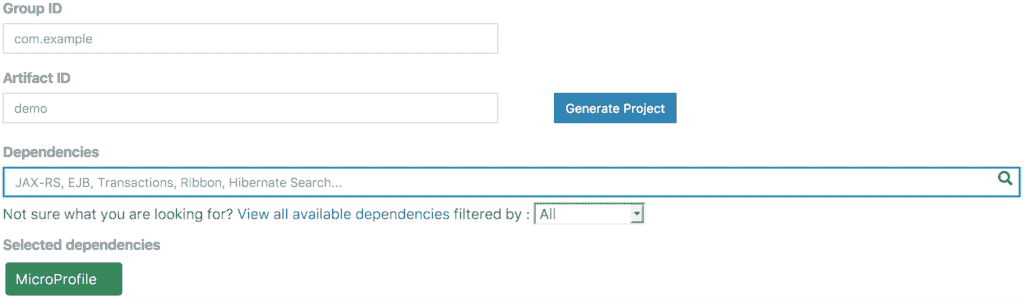 Group ID
com.example
Artifact ID
demo
Generate Project
Dependencies
JAX-RS, EJB, Transactions, Ribbon, Hibernate Search...
Not sure what you are looking for? View all available dependencies filtered by : All
Selected dependencies
MicroProfile